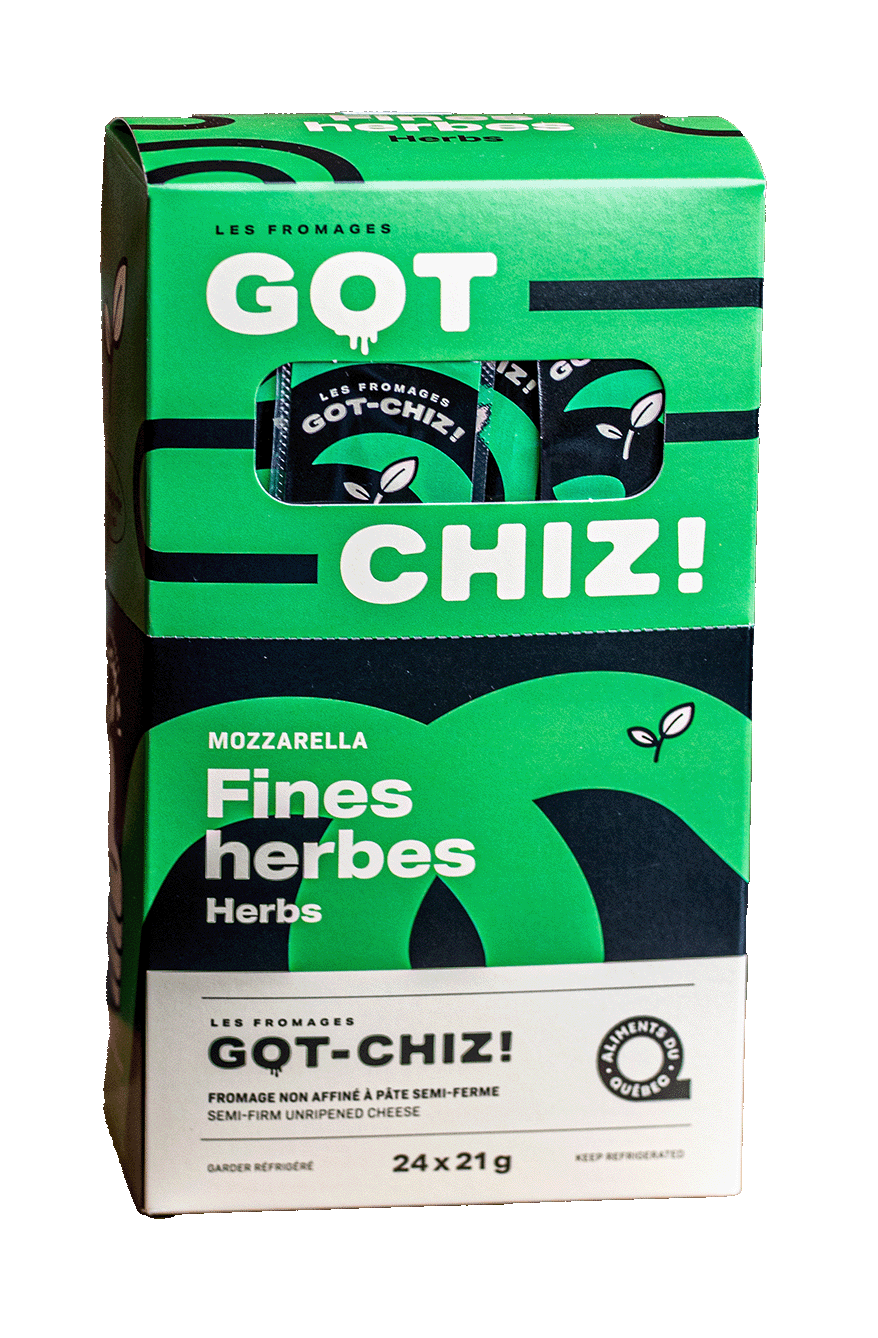 Fines
herbes
Herbs
LES FROMAGES
GOT
LES FROMAGES
GOT-CHIZ!
IZ!
GO
CHIZ!
MOZZARELLA
Fines
herbes
Herbs
LES FROMAGES
GOT-CHIZ!
FROMAGE NON AFFINÉ À PÂTE SEMI-FERME
SEMI-FIRM UNRIPENED CHEESE
ALIMENTS DU
QUÉBEC
GARDER RÉFRIGÉRÉ
24 x 21 g
KEEP REFRIGERATED